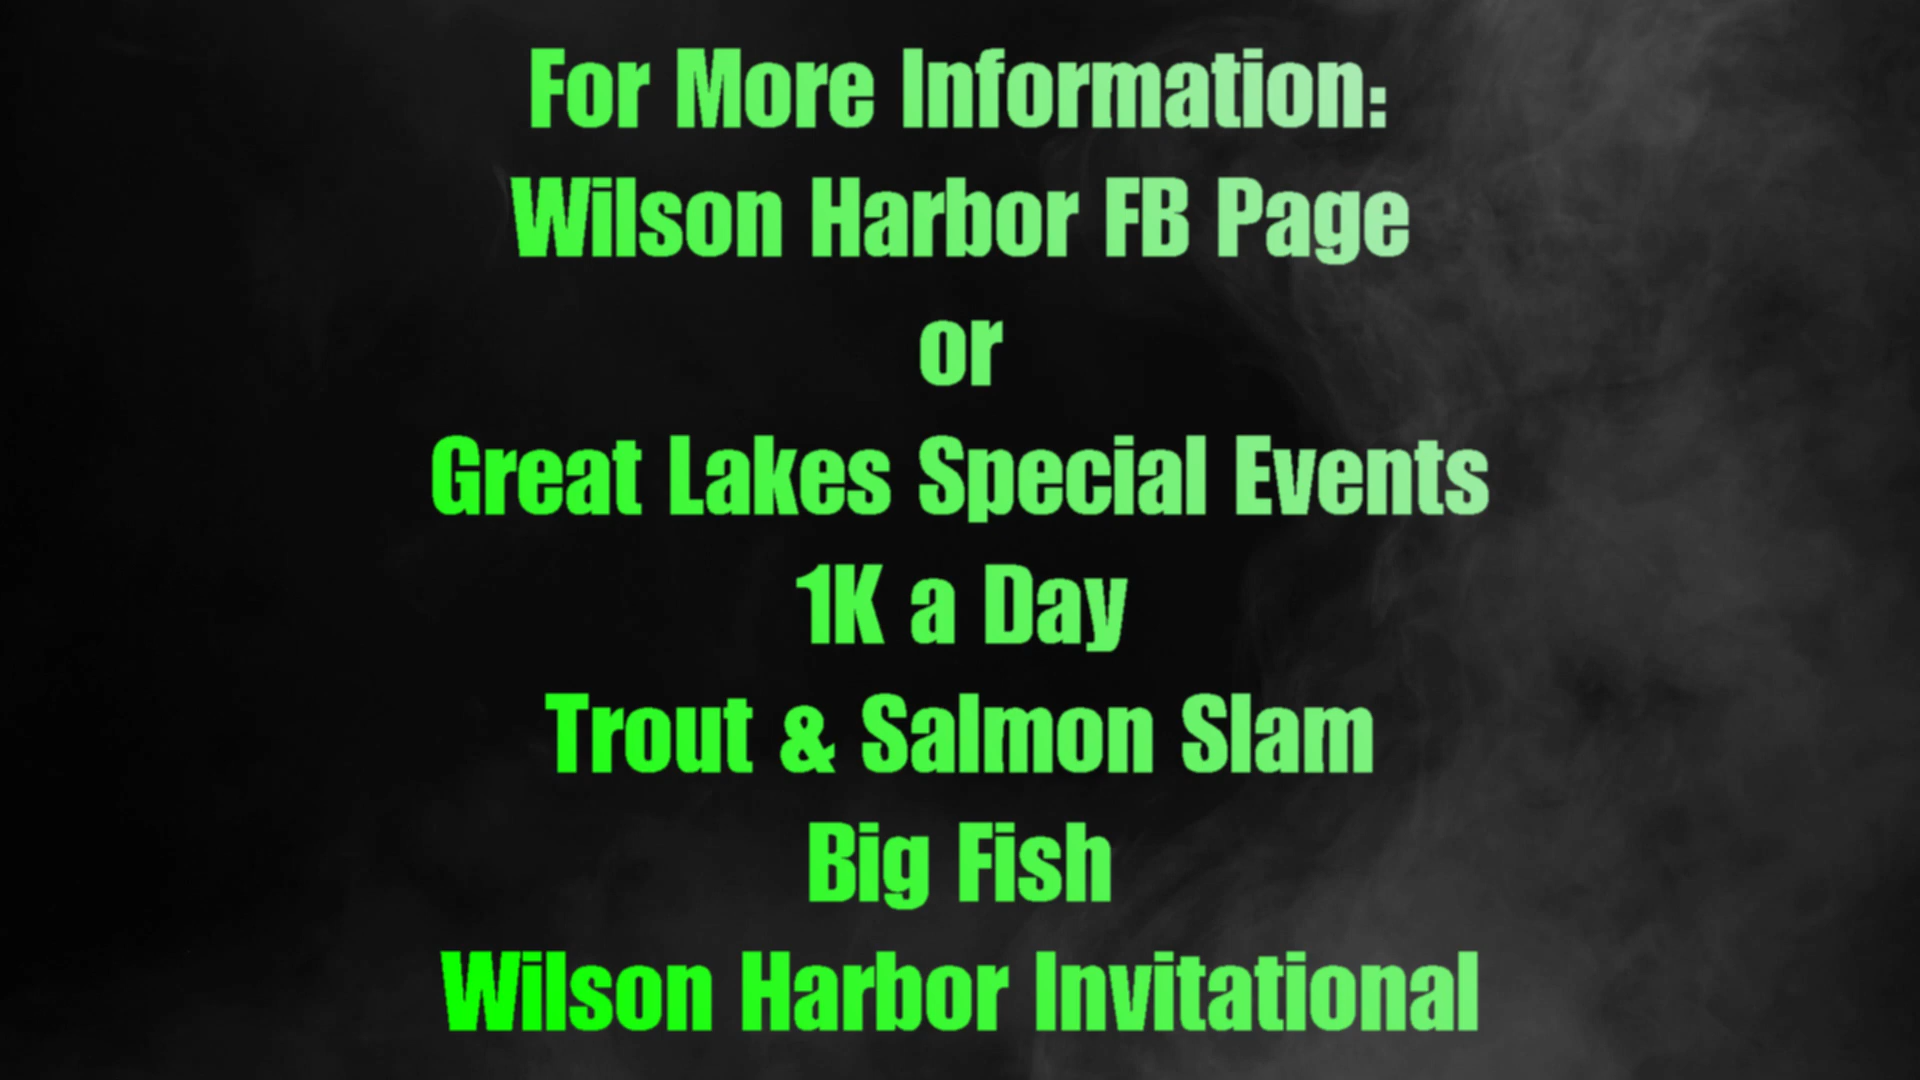 For More Information:
Wilson Harbor FB Page
or
Great Lakes Special Events
1K a Day
Trout & Salmon Slam
Big Fish
Wilson Harbor Invitational